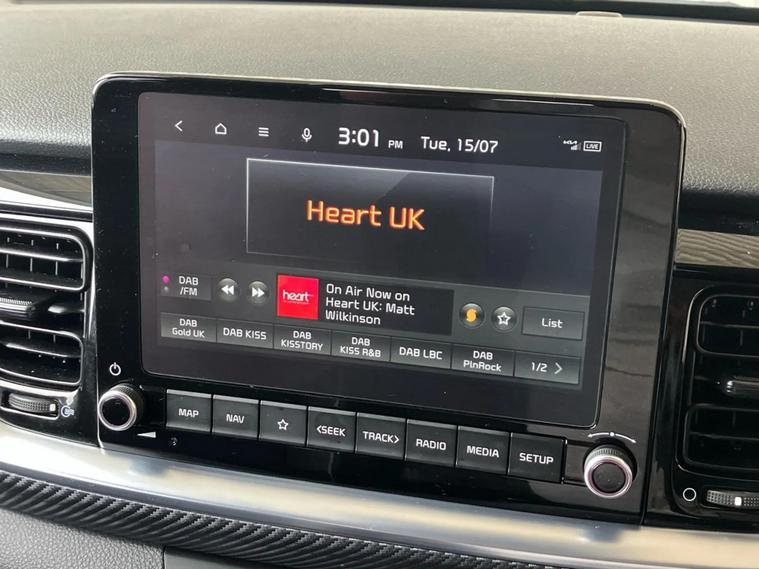 3:01 PM Tue, 15/07 LIVE
Heart UK
DAB
/FM
heart
On Air Now on
Heart UK: Matt
Wilkinson
List
DAB
Gold UK
DAB KISS
DAB
KISSTORY
DAB
KISS R&B
DAB LBC
DAB
PlnRock
1/2
MAP
NAV
<SEEK
TRACK>
RADIO
MEDIA
SETUP